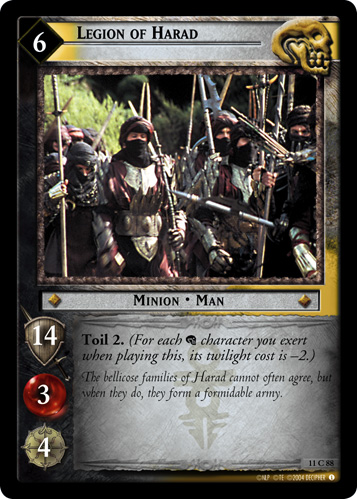 6
LEGION OF HARAD
MINION • MAN
14
3
4
Toil 2. (For each character you exert
when playing this, its twilight cost is –2.)
The bellicose families of Harad cannot often agree, but
when they do, they form a formidable army.
11 C 88
©NLP ©TE ©2004 DECIPHER